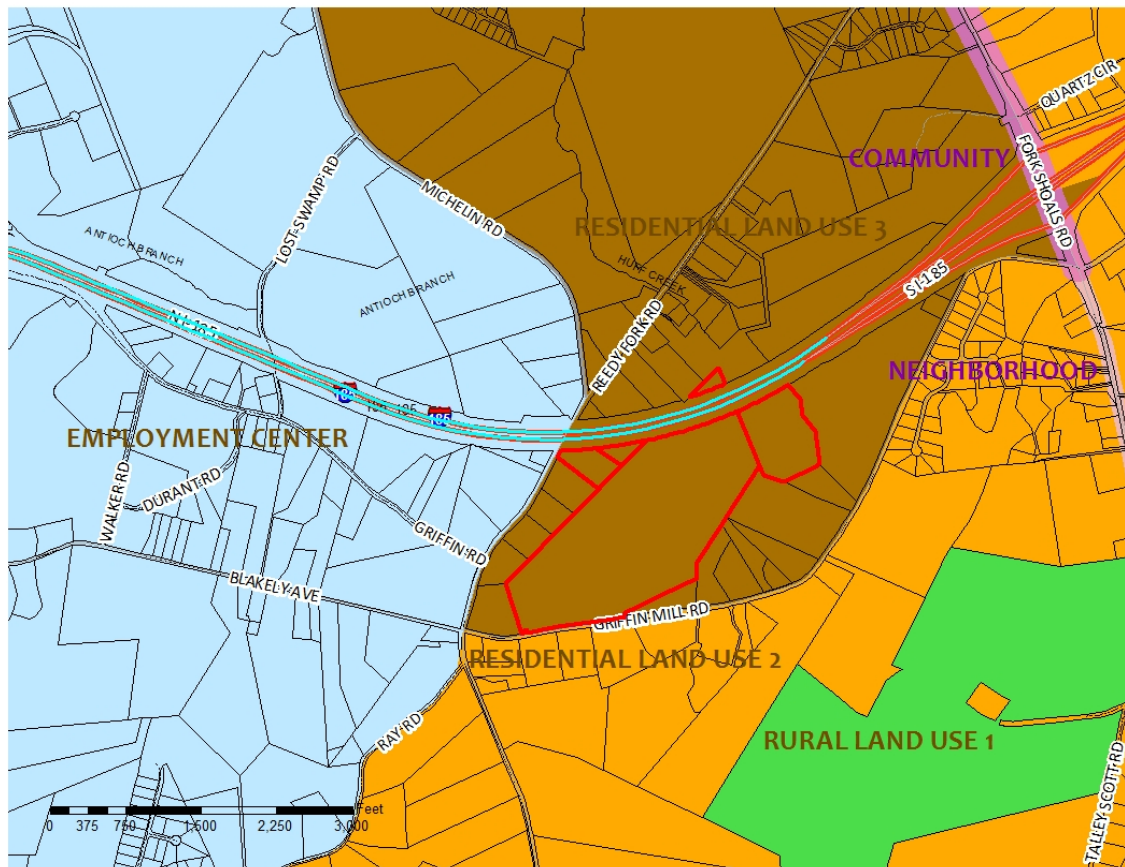 QUARTZ CIR
COMMUNITY
FORK SHOALS RD
LOST SWAMP RD
MICHELIN RD
RESIDENTIAL LAND USE 3
ANTIOCH BRANCH
ANTIOCH BRANCH
HUFF CREEK
S I-185
N I-185
REEDY FORK RD
NEIGHBORHOOD
185
185
EMPLOYMENT CENTER
WALKER RD
DURANT RD
GRIFFIN RD
BLAKELY AVE
GRIFFIN MILL RD
RESIDENTIAL LAND USE 2
RAY RD
RURAL LAND USE 1
TALLEY SCOTT RD
Feet
0 375 750 1,500 2,250 3,000